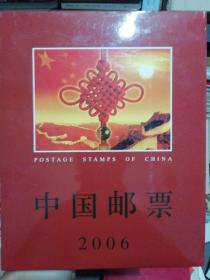 POSTAGE STAMPS OF CHINA
中国邮票
2006